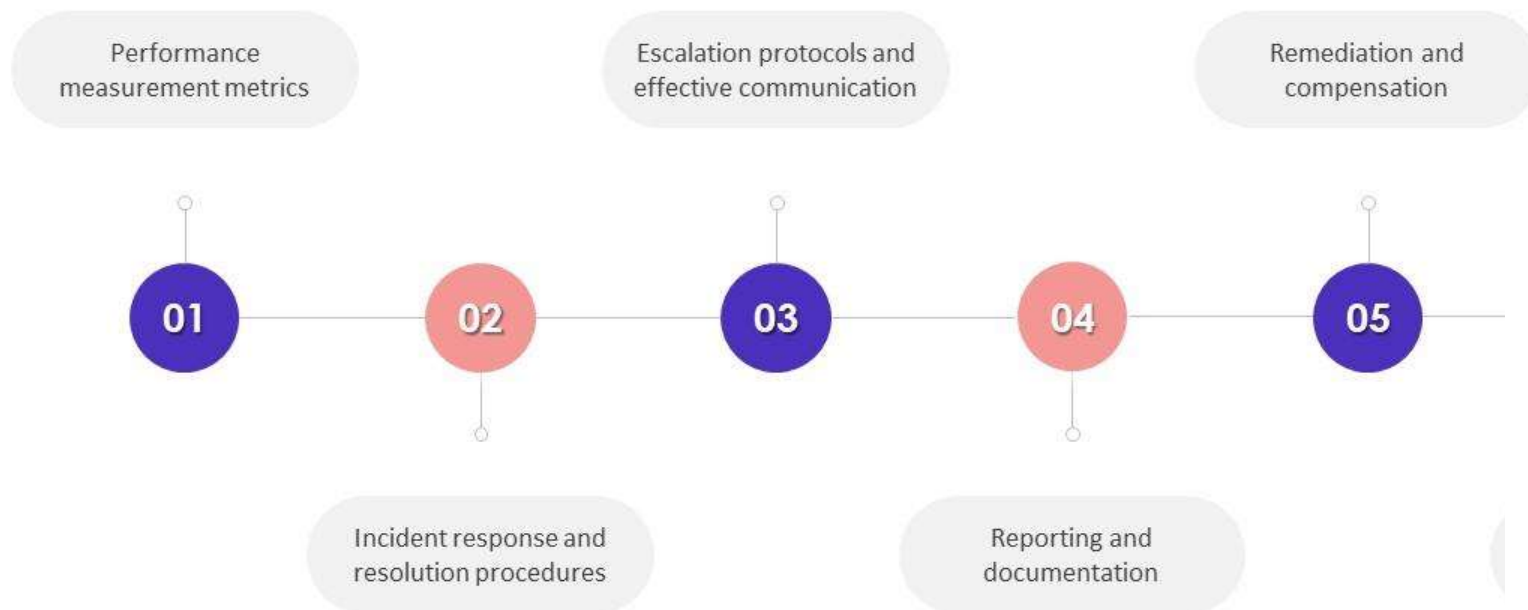 Performance
measurement metrics
Escalation protocols and
effective communication
Remediation and
compensation
01
02
03
04
05
Incident response and
resolution procedures
Reporting and
documentation